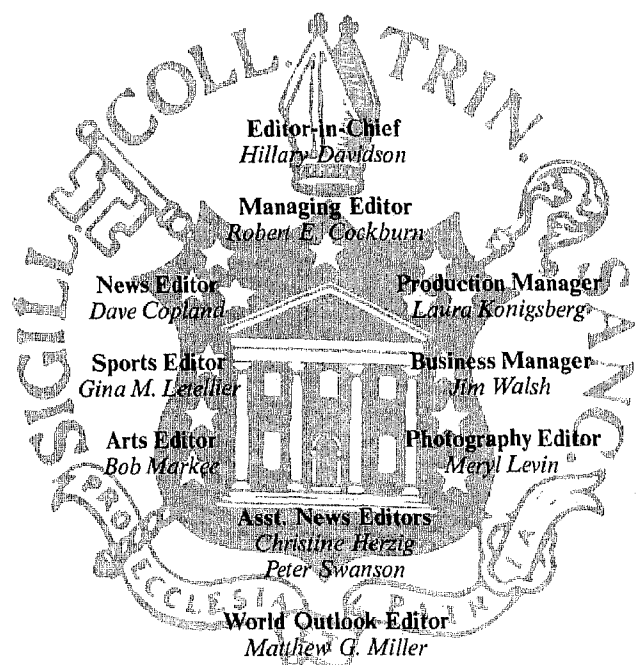 SIGILL. COLL. TRIN. SANC.
Editor-in-Chief
Hillary Davidson
Managing Editor
Robert E. Cockburn
News Editor
Dave Copland
Production Manager
Laura Konigsberg
Sports Editor
Gina M. Letellier
Business Manager
Jim Walsh
Arts Editor
Bob Markee
Photography Editor
Meryl Levin
Asst. News Editors
Christine Herzig
Peter Swanson
PRO ECCLESIA
World Outlook Editor
Matthew G. Miller